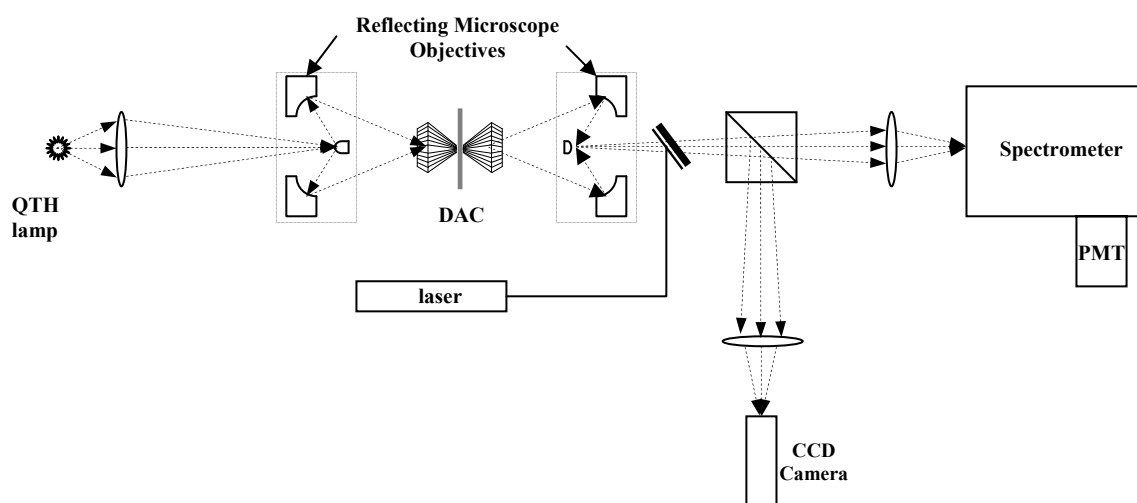 Reflecting Microscope
Objectives
QTH
lamp
DAC
laser
Spectrometer
PMT
CCD
Camera